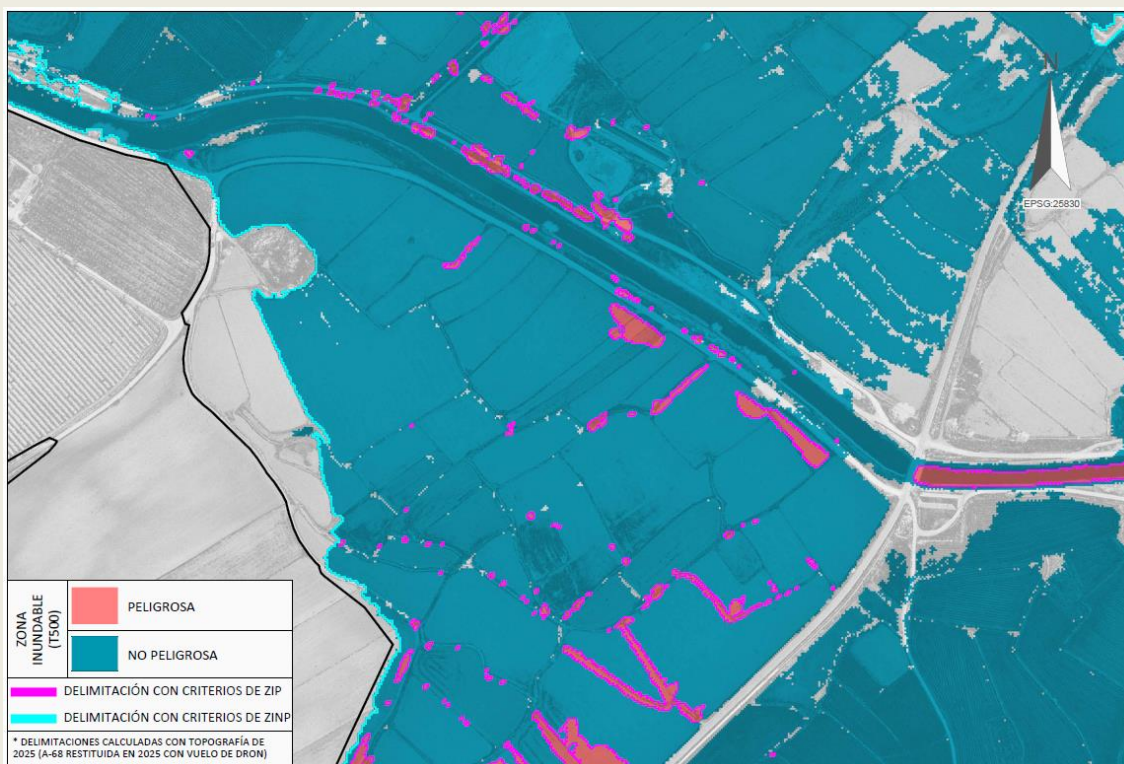 N
EPSG:25830
ZONA
INUNDABLE
(T500)
PELIGROSA
NO PELIGROSA
DELIMITACIÓN CON CRITERIOS DE ZIP
DELIMITACIÓN CON CRITERIOS DE ZINP
* DELIMITACIONES CALCULADAS CON TOPOGRAFÍA DE
2025 (A-68 RESTITUIDA EN 2025 CON VUELO DE DRON)